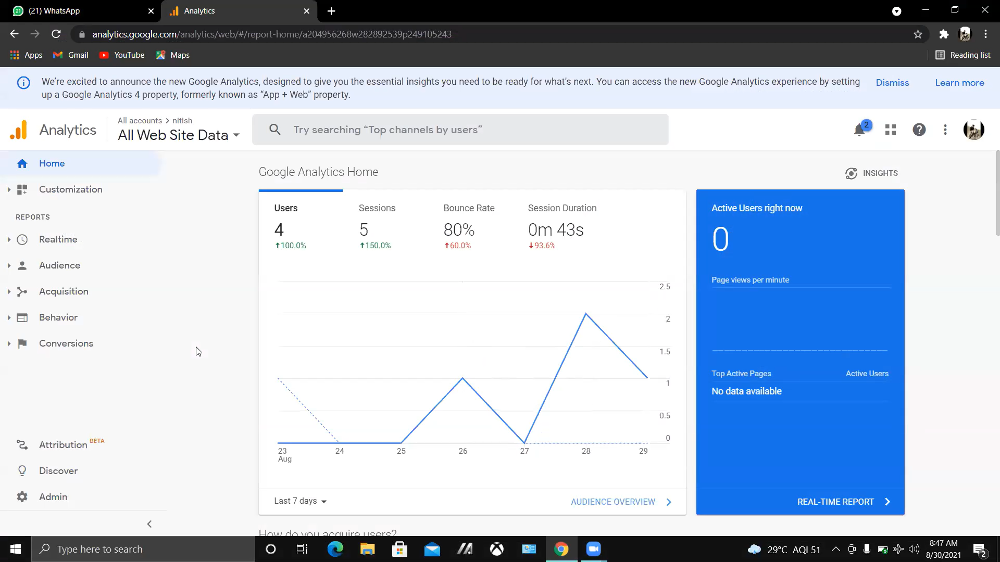 (21) WhatsApp
Analytics
analytics.google.com/analytics/web/#/report-home/a204956268w282892539p249105243
Apps
Gmail
YouTube
Maps
Reading list
We’re excited to announce the new Google Analytics, designed to give you the essential insights you need to be ready for what’s next. You can access the new Google Analytics experience by setting
up a Google Analytics 4 property, formerly known as “App + Web” property.
Dismiss
Learn more
Analytics
All accounts > nitish
All Web Site Data
Try searching “Top channels by users”
2
Home
Customization
REPORTS
Realtime
Audience
Acquisition
Behavior
Conversions
Attribution BETA
Discover
Admin
Google Analytics Home
INSIGHTS
Users
4
100.0%
Sessions
5
150.0%
Bounce Rate
80%
60.0%
Session Duration
0m 43s
93.6%
2.5
2
1.5
1
0.5
0
23 24 25 26 27 28 29
Aug
Last 7 days
AUDIENCE OVERVIEW
Active Users right now
0
Page views per minute
Top Active Pages
Active Users
No data available
REAL-TIME REPORT
How do you acquire users?
Type here to search
29°C AQI 51
8:47 AM
8/30/2021
2